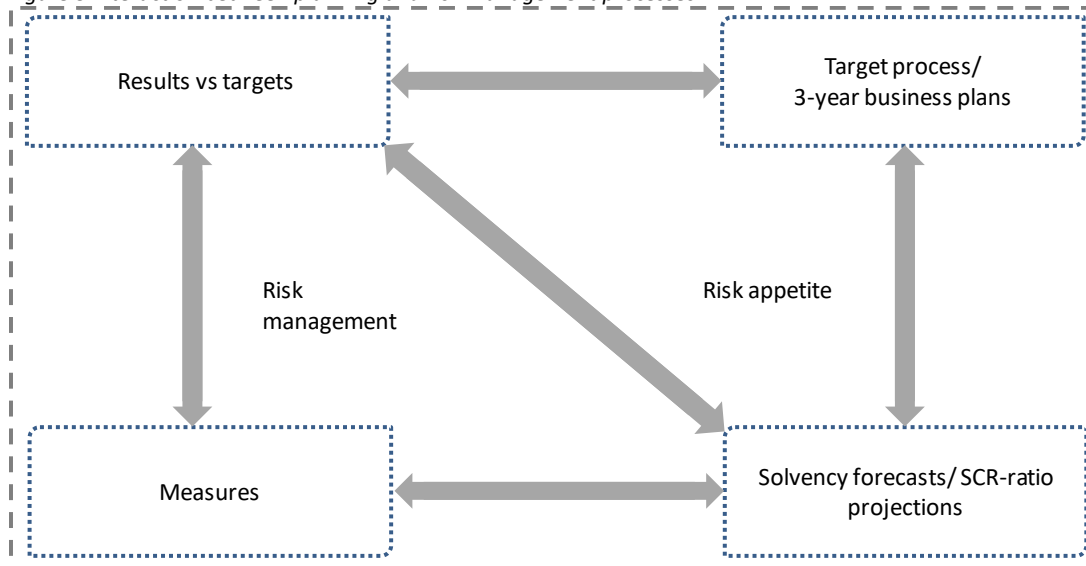 Results vs targets
Target process/
3-year business plans
Risk
management
Risk appetite
Measures
Solvency forecasts/ SCR-ratio
projections